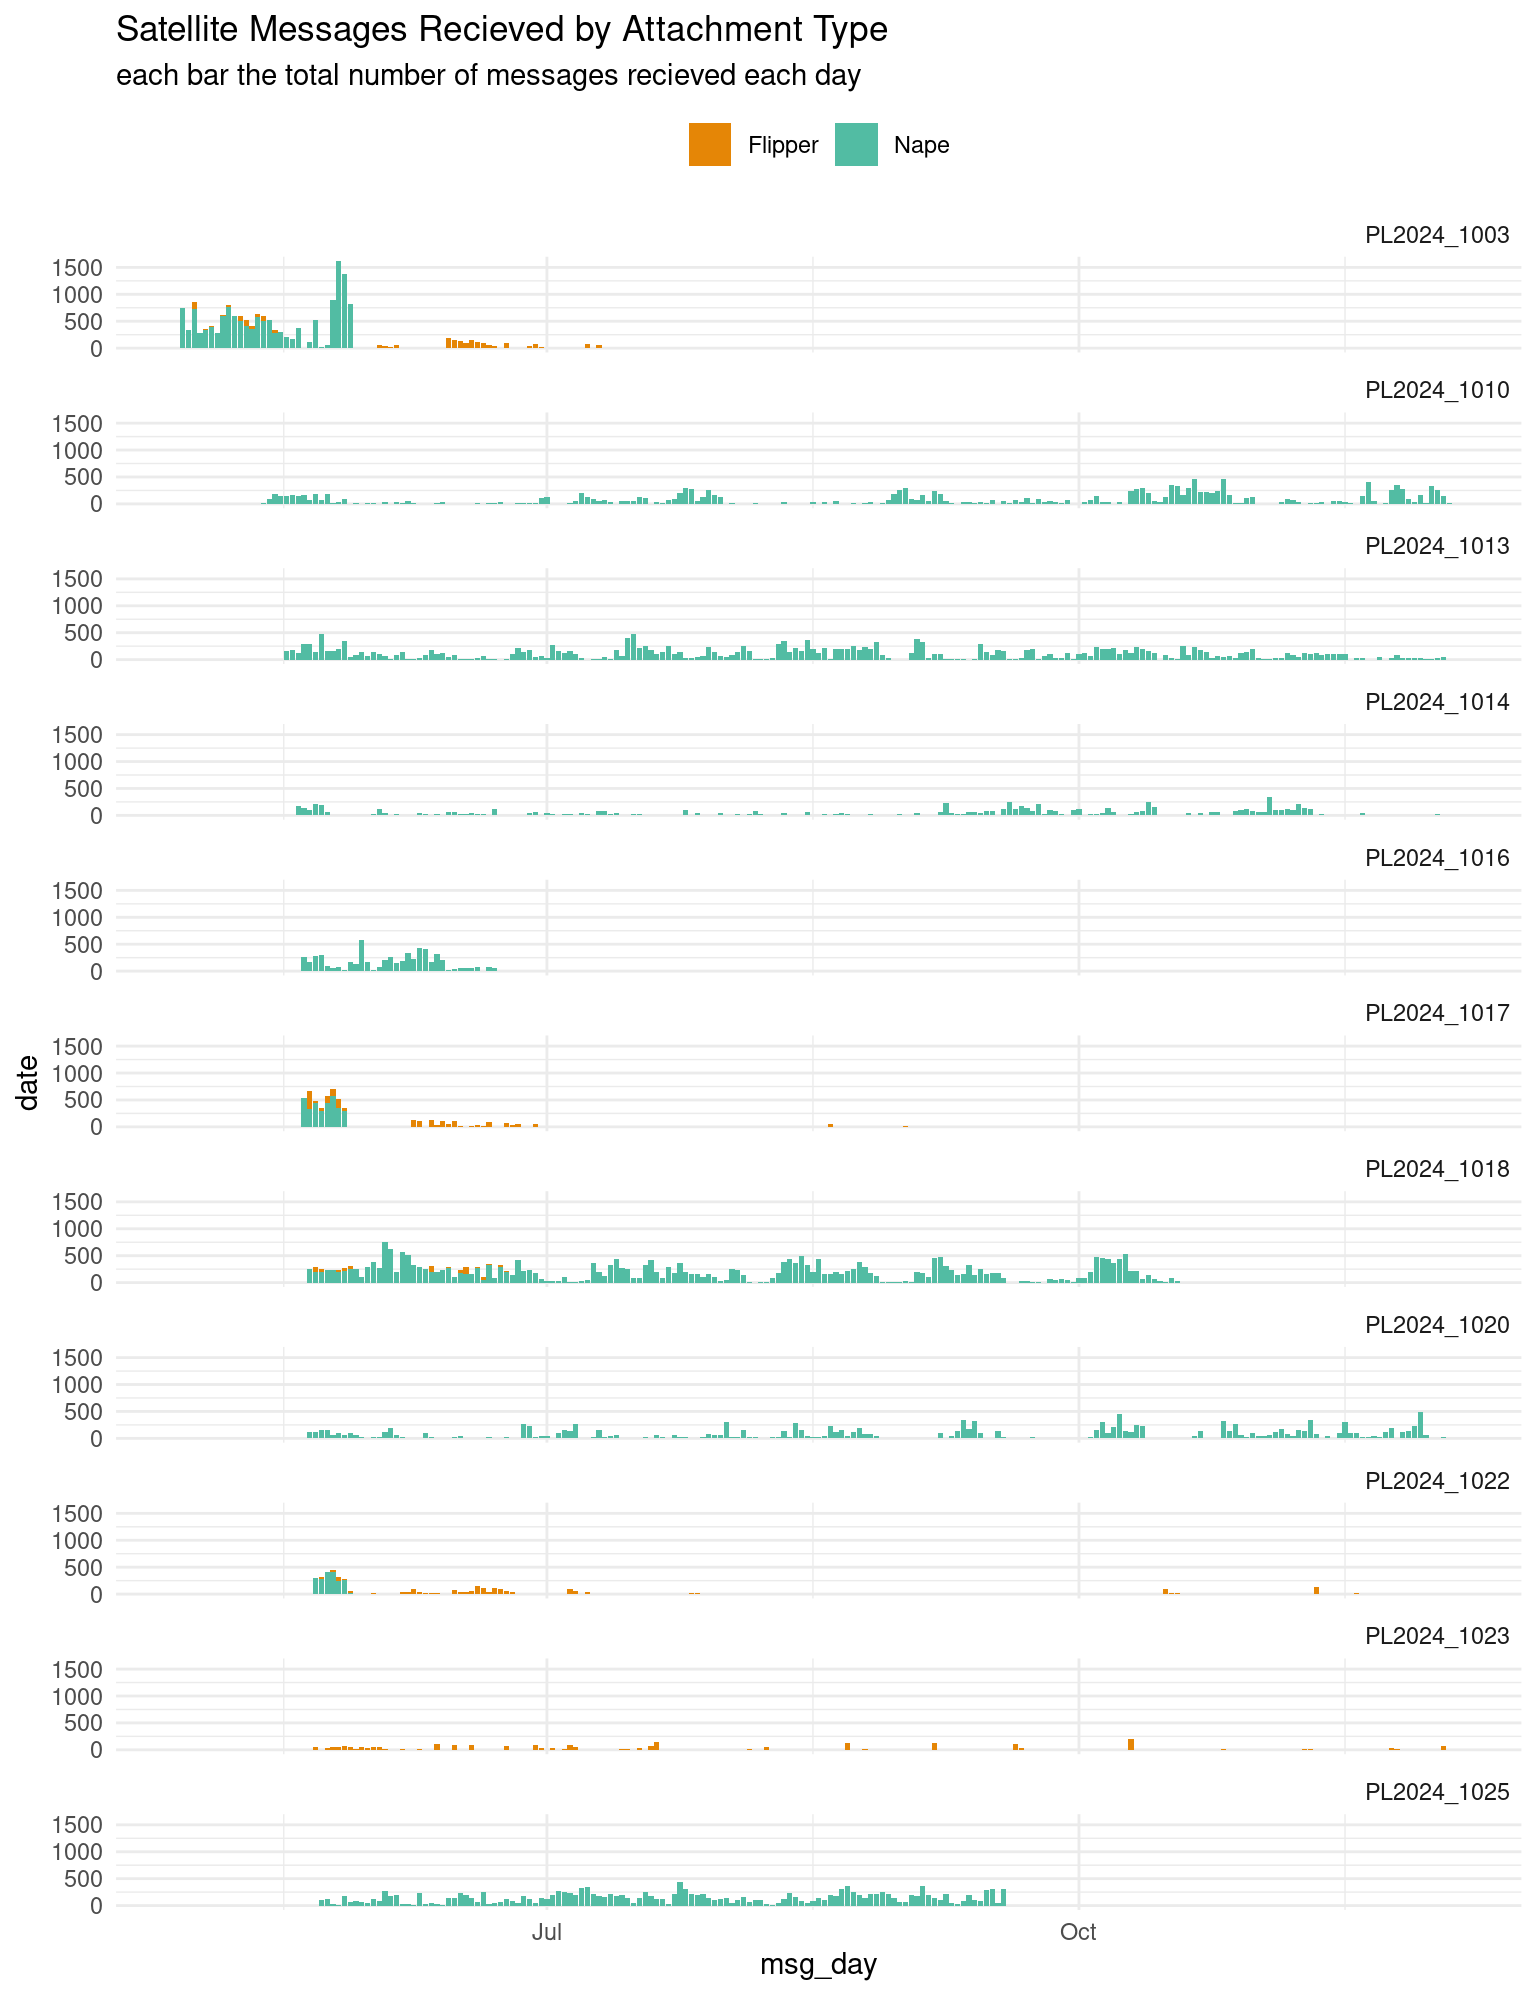 Satellite Messages Recieved by Attachment Type
each bar the total number of messages recieved each day
Flipper Nape
PL2024_1003
1500
1000
500
0
PL2024_1010
1500
1000
500
0
PL2024_1013
1500
1000
500
0
PL2024_1014
1500
1000
500
0
PL2024_1016
1500
1000
500
0
PL2024_1017
1500
1000
500
0
date
PL2024_1018
1500
1000
500
0
PL2024_1020
1500
1000
500
0
PL2024_1022
1500
1000
500
0
PL2024_1023
1500
1000
500
0
PL2024_1025
1500
1000
500
0
Jul Oct
msg_day